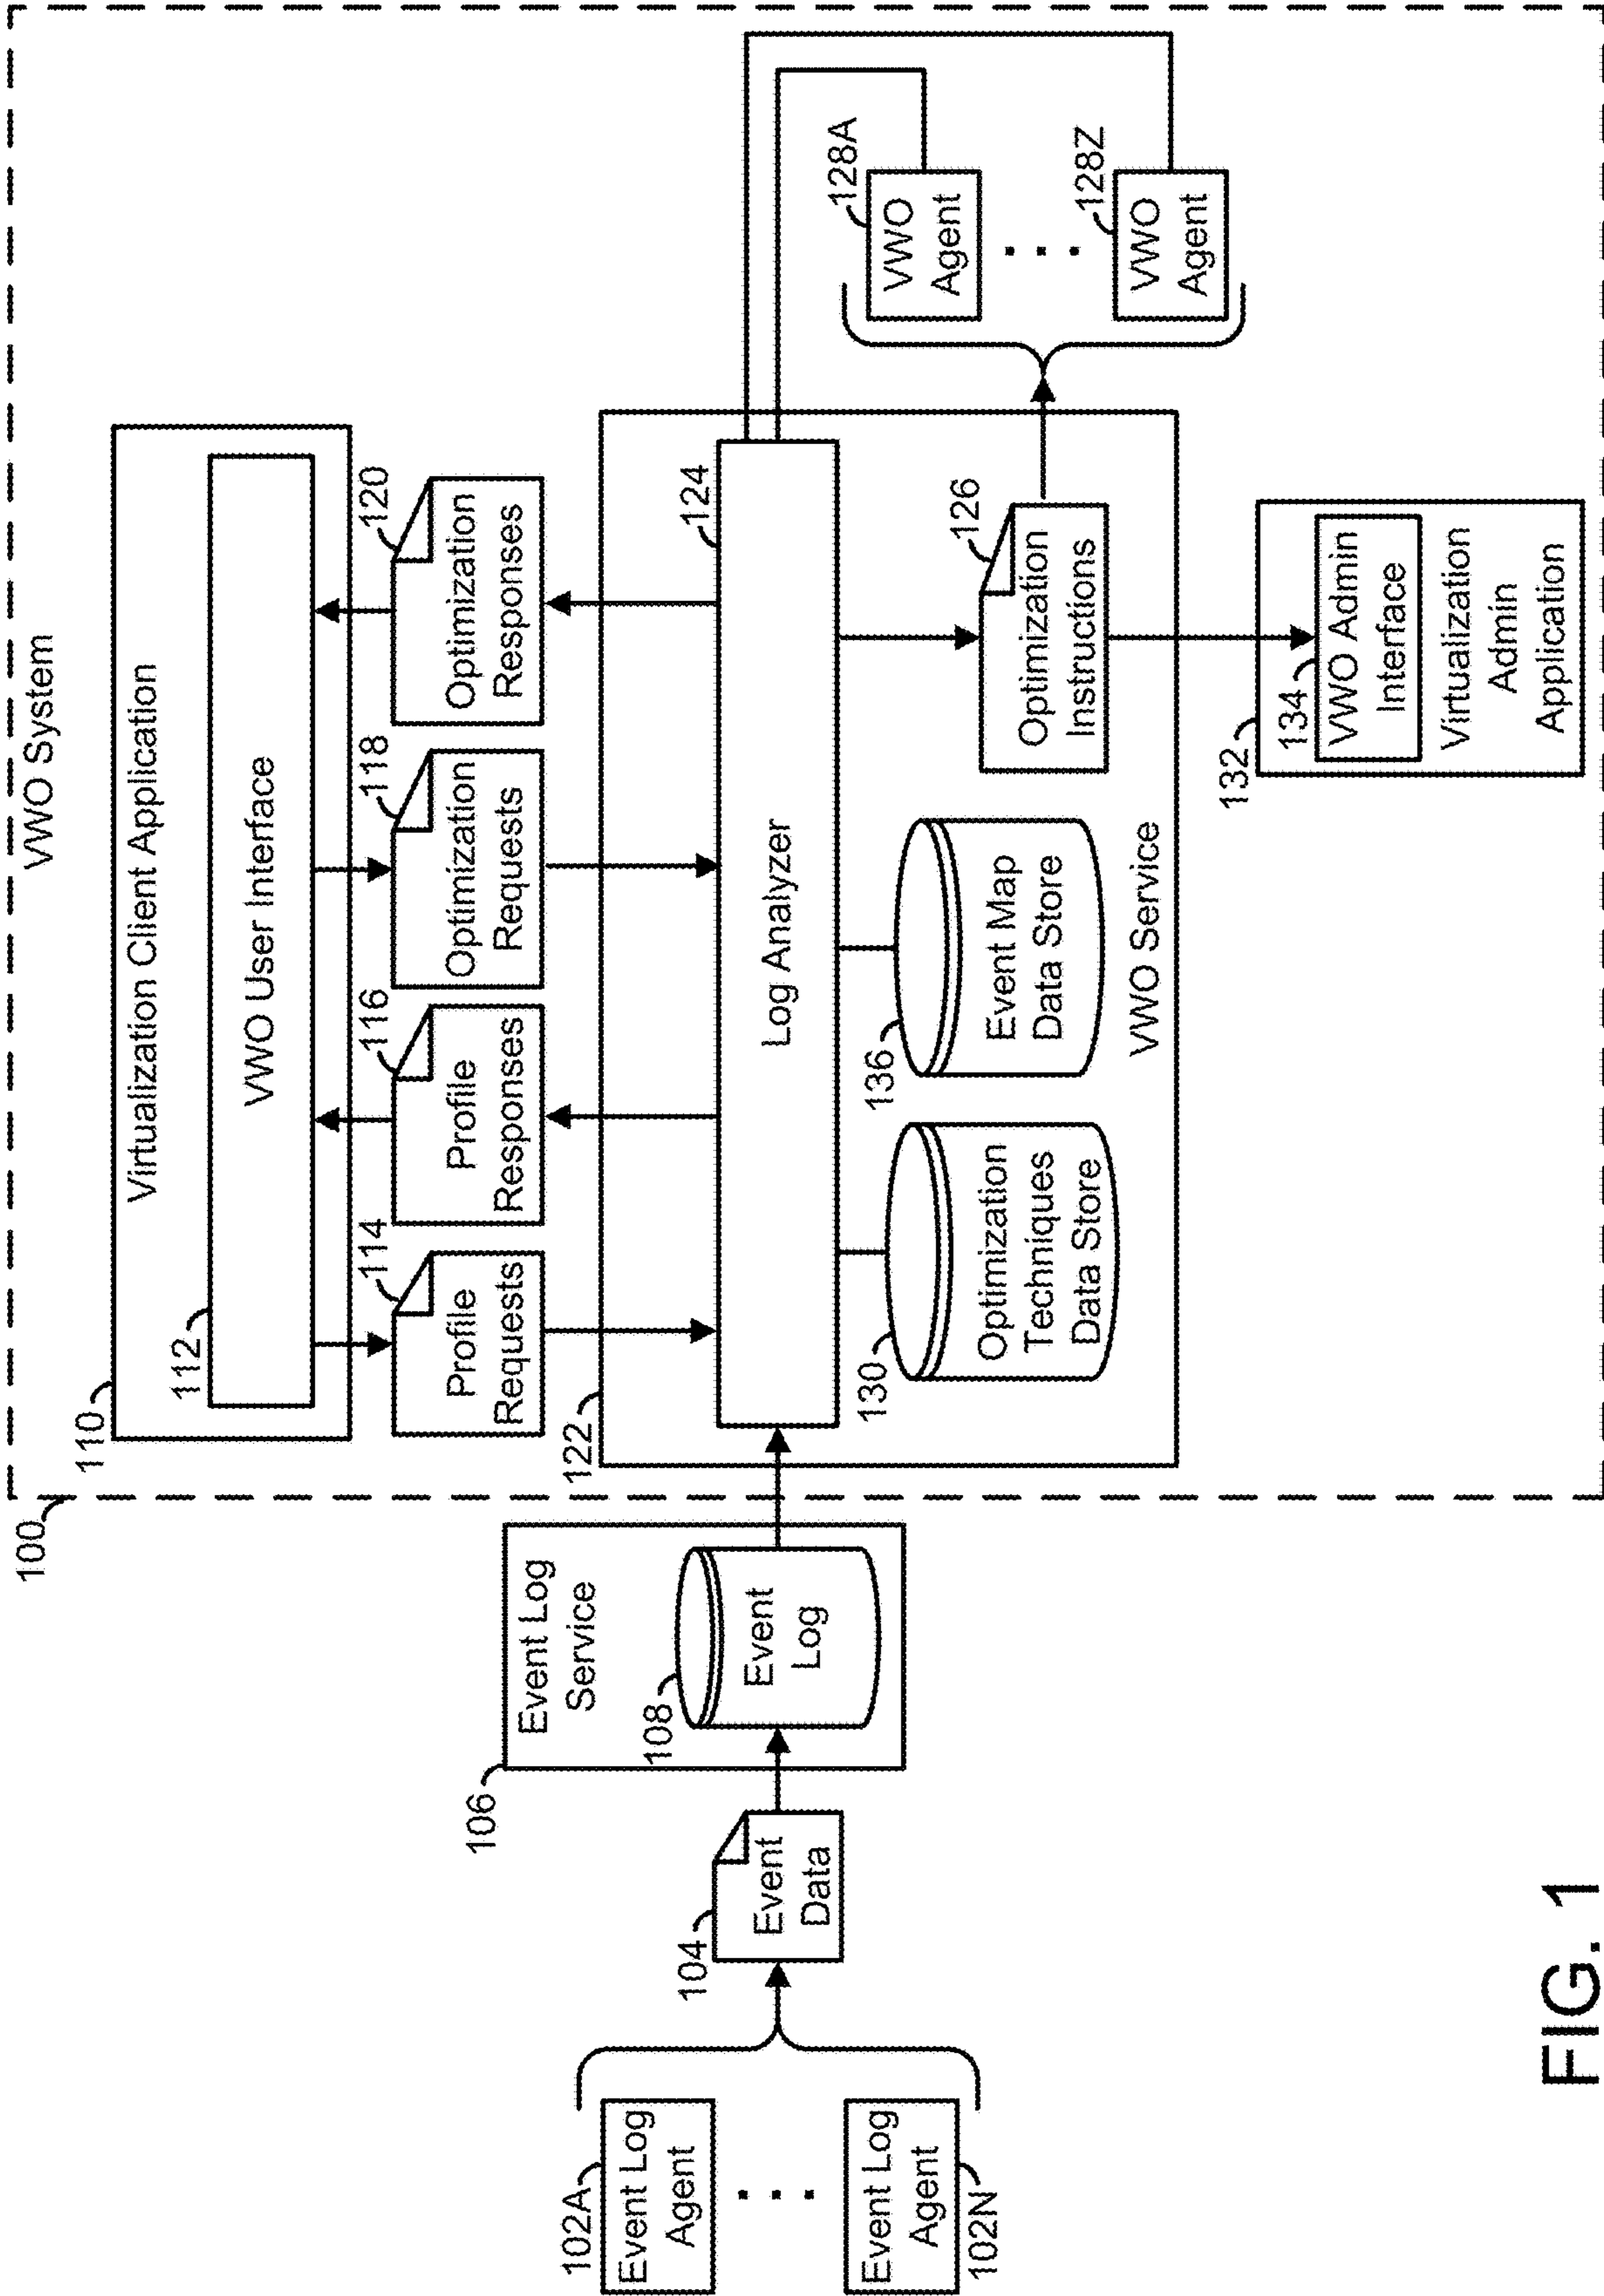 100
VWO System
110
Virtualization Client Application
112
VWO User Interface
114
Profile
Requests
116
Profile
Responses
118
Optimization
Requests
120
Optimization
Responses
102A
Event Log
Agent
Event Log
Agent
102N
104
Event
Data
106
Event Log
Service
108
Event
Log
122
124
Log Analyzer
130
Optimization
Techniques
Data Store
136
Event Map
Data Store
126
Optimization
Instructions
VWO Service
128A
VWO
Agent
128Z
VWO
Agent
132
134
VWO Admin
Interface
Virtualization
Admin
Application
FIG. 1